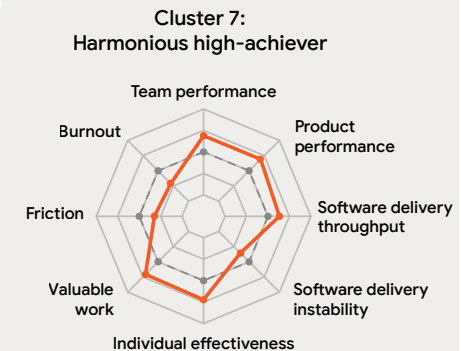 Cluster 7:
Harmonious high-achiever
Team performance
Burnout
Product
performance
Friction
Software delivery
throughput
Valuable
work
Software delivery
instability
Individual effectiveness